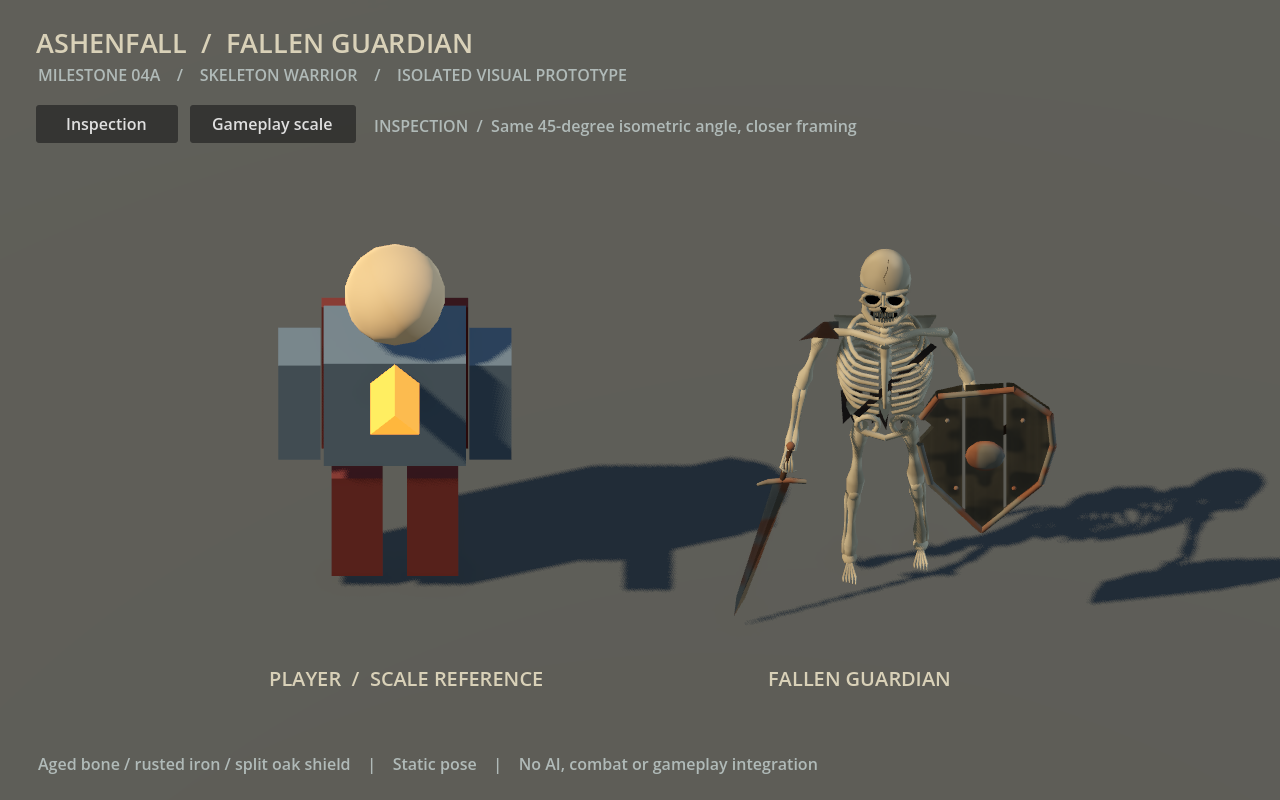 ASHENFALL / FALLEN GUARDIAN
MILESTONE 04A / SKELETON WARRIOR / ISOLATED VISUAL PROTOTYPE
Inspection Gameplay scale INSPECTION / Same 45-degree isometric angle, closer framing
PLAYER / SCALE REFERENCE FALLEN GUARDIAN
Aged bone / rusted iron / split oak shield | Static pose | No AI, combat or gameplay integration